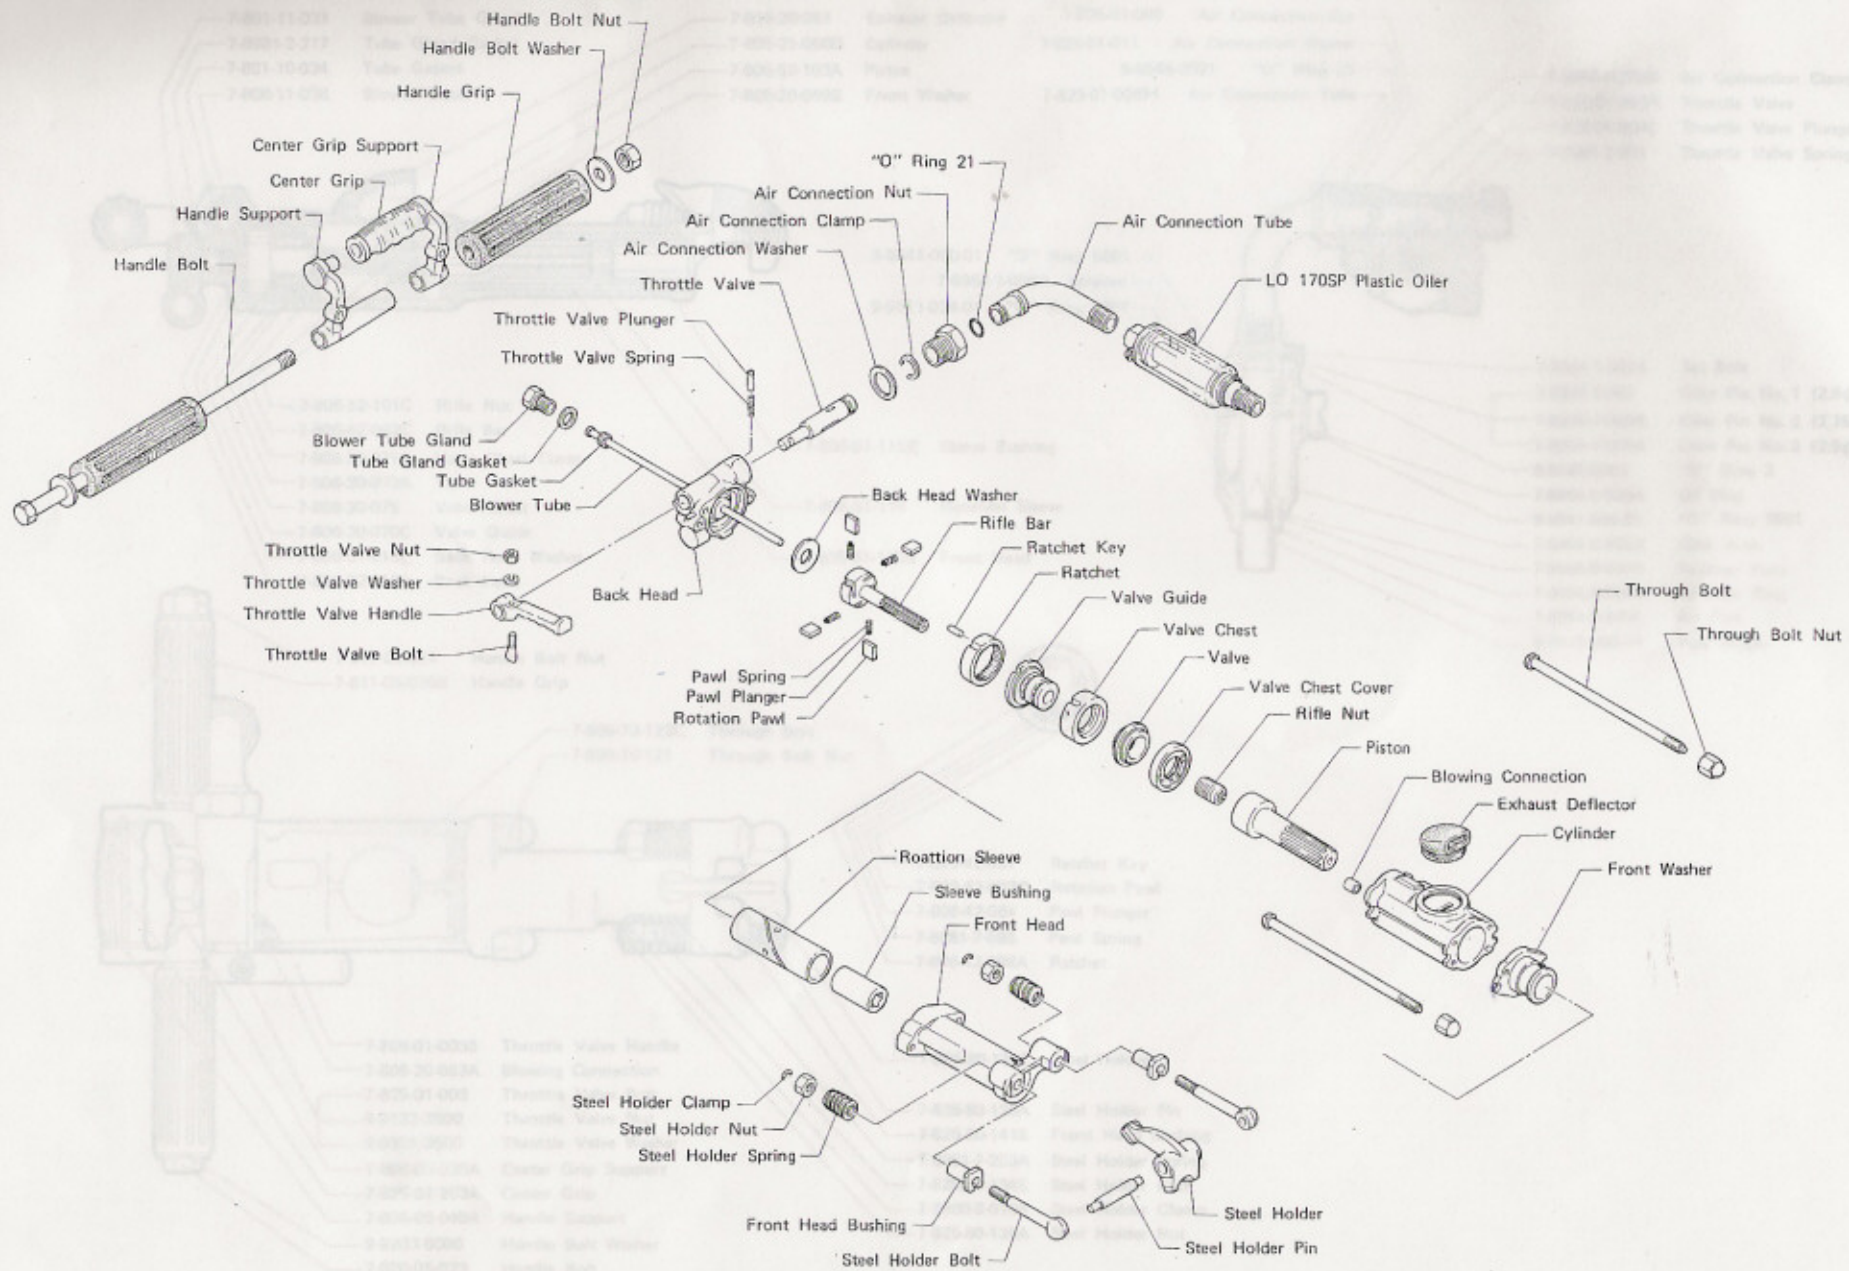 Handle Bolt Nut
Handle Bolt Washer
Handle Grip
Center Grip Support
Center Grip
Handle Support
Handle Bolt
"O" Ring 21
Air Connection Nut
Air Connection Clamp
Air Connection Washer
Throttle Valve
Throttle Valve Plunger
Throttle Valve Spring
Air Connection Tube
LO 170SP Plastic Oiler
Blower Tube Gland
Tube Gland Gasket
Tube Gasket
Blower Tube
Throttle Valve Nut
Throttle Valve Washer
Throttle Valve Handle
Throttle Valve Bolt
Back Head
Back Head Washer
Rifle Bar
Ratchet Key
Ratchet
Valve Guide
Valve Chest
Valve
Valve Chest Cover
Rifle Nut
Piston
Blowing Connection
Exhaust Deflector
Cylinder
Front Washer
Through Bolt
Through Bolt Nut
Pawl Spring
Pawl Planger
Rotation Pawl
Roattion Sleeve
Sleeve Bushing
Front Head
Steel Holder Clamp
Steel Holder Nut
Steel Holder Spring
Front Head Bushing
Steel Holder Bolt
Steel Holder
Steel Holder Pin